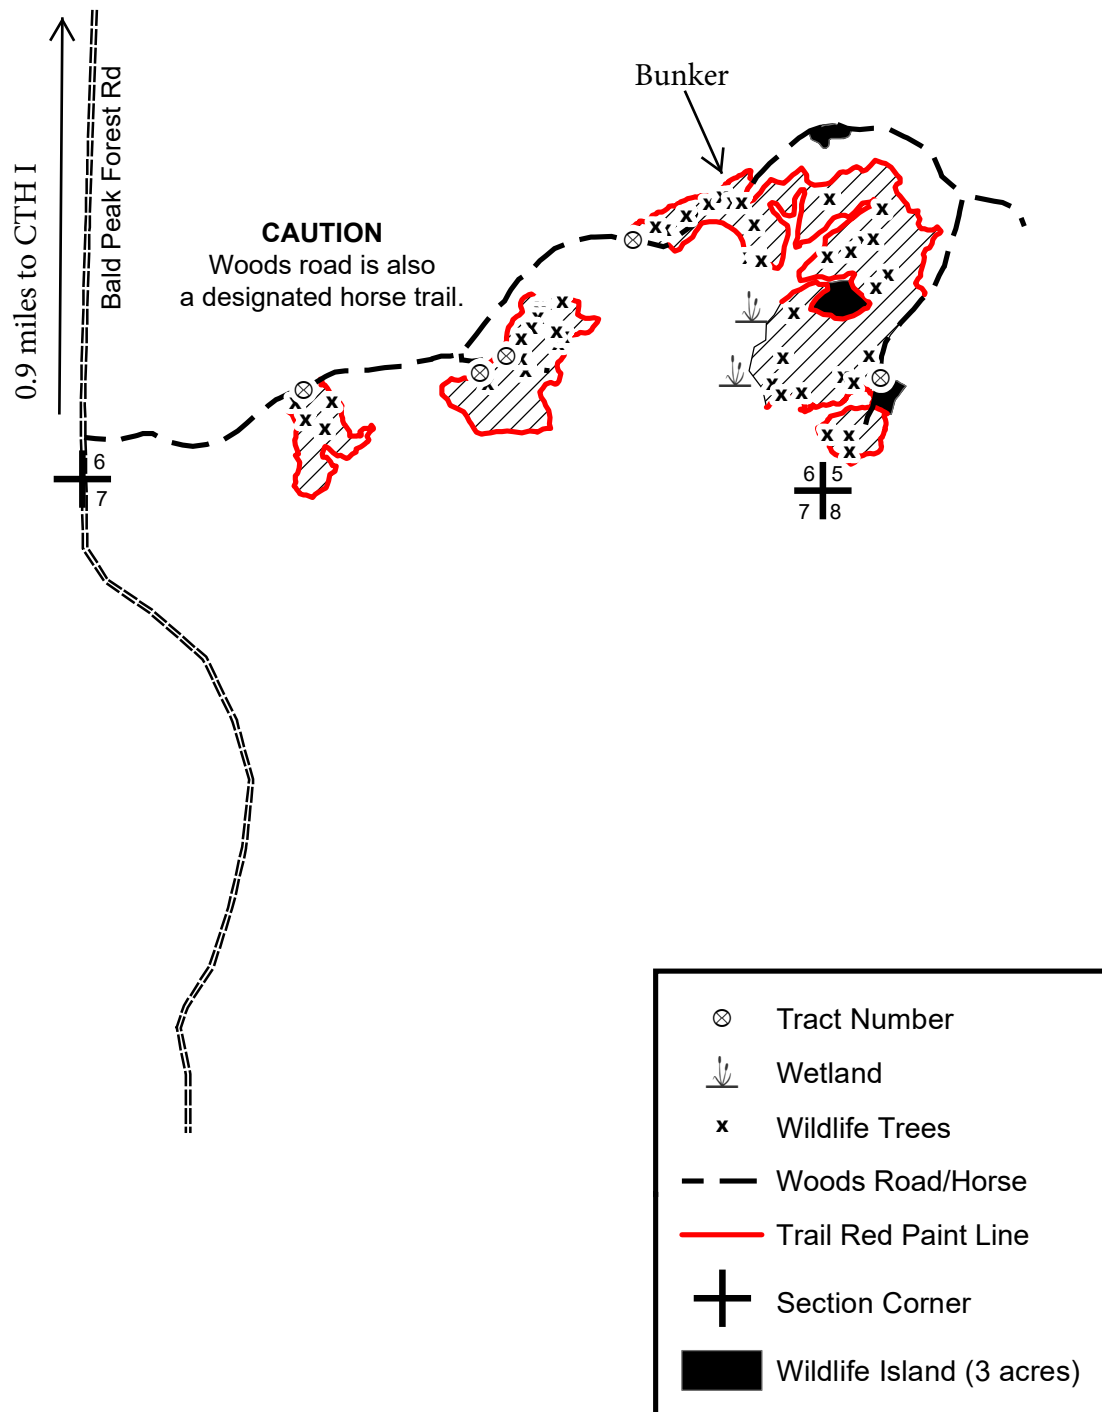 Bunker
0.9 miles to CTH I
Bald Peak Forest Rd
CAUTION
Woods road is also
a designated horse trail.
6
7
6 5
7 8
Tract Number
Wetland
x Wildlife Trees
Woods Road/Horse
Trail Red Paint Line
Section Corner
Wildlife Island (3 acres)